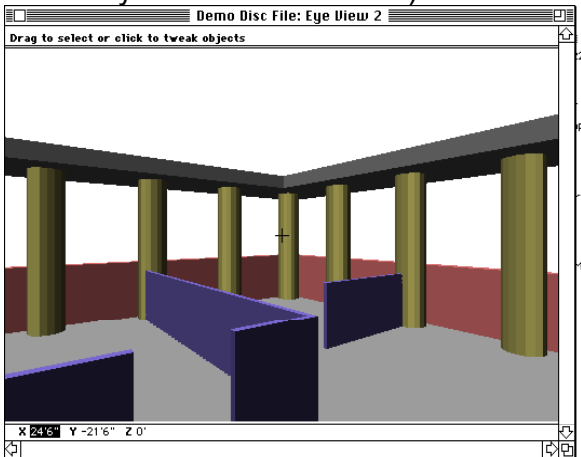 Demo Disc File: Eye View 2
Drag to select or click to tweak objects
X 24'6" Y -21'6" Z 0'